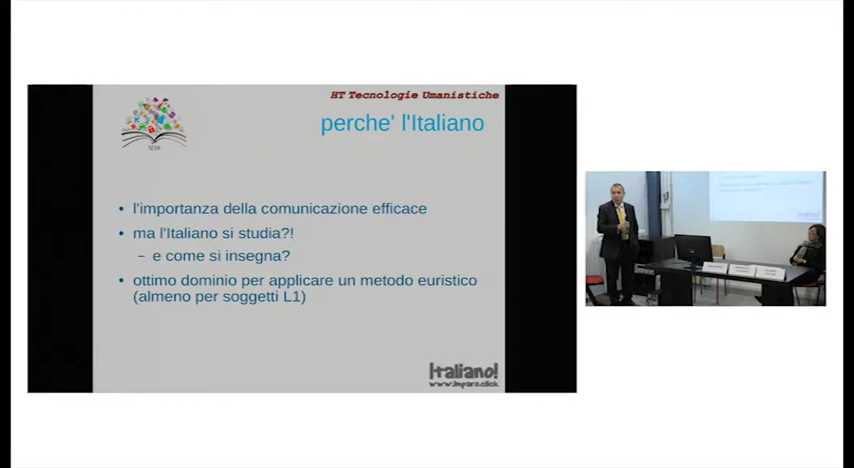 HT Tecnologie Umanistiche
perche' l'Italiano
• l'importanza della comunicazione efficace
• ma l'Italiano si studia?!
– e come si insegna?
• ottimo dominio per applicare un metodo euristico
(almeno per soggetti L1)
Italiano!
www.imparo.click